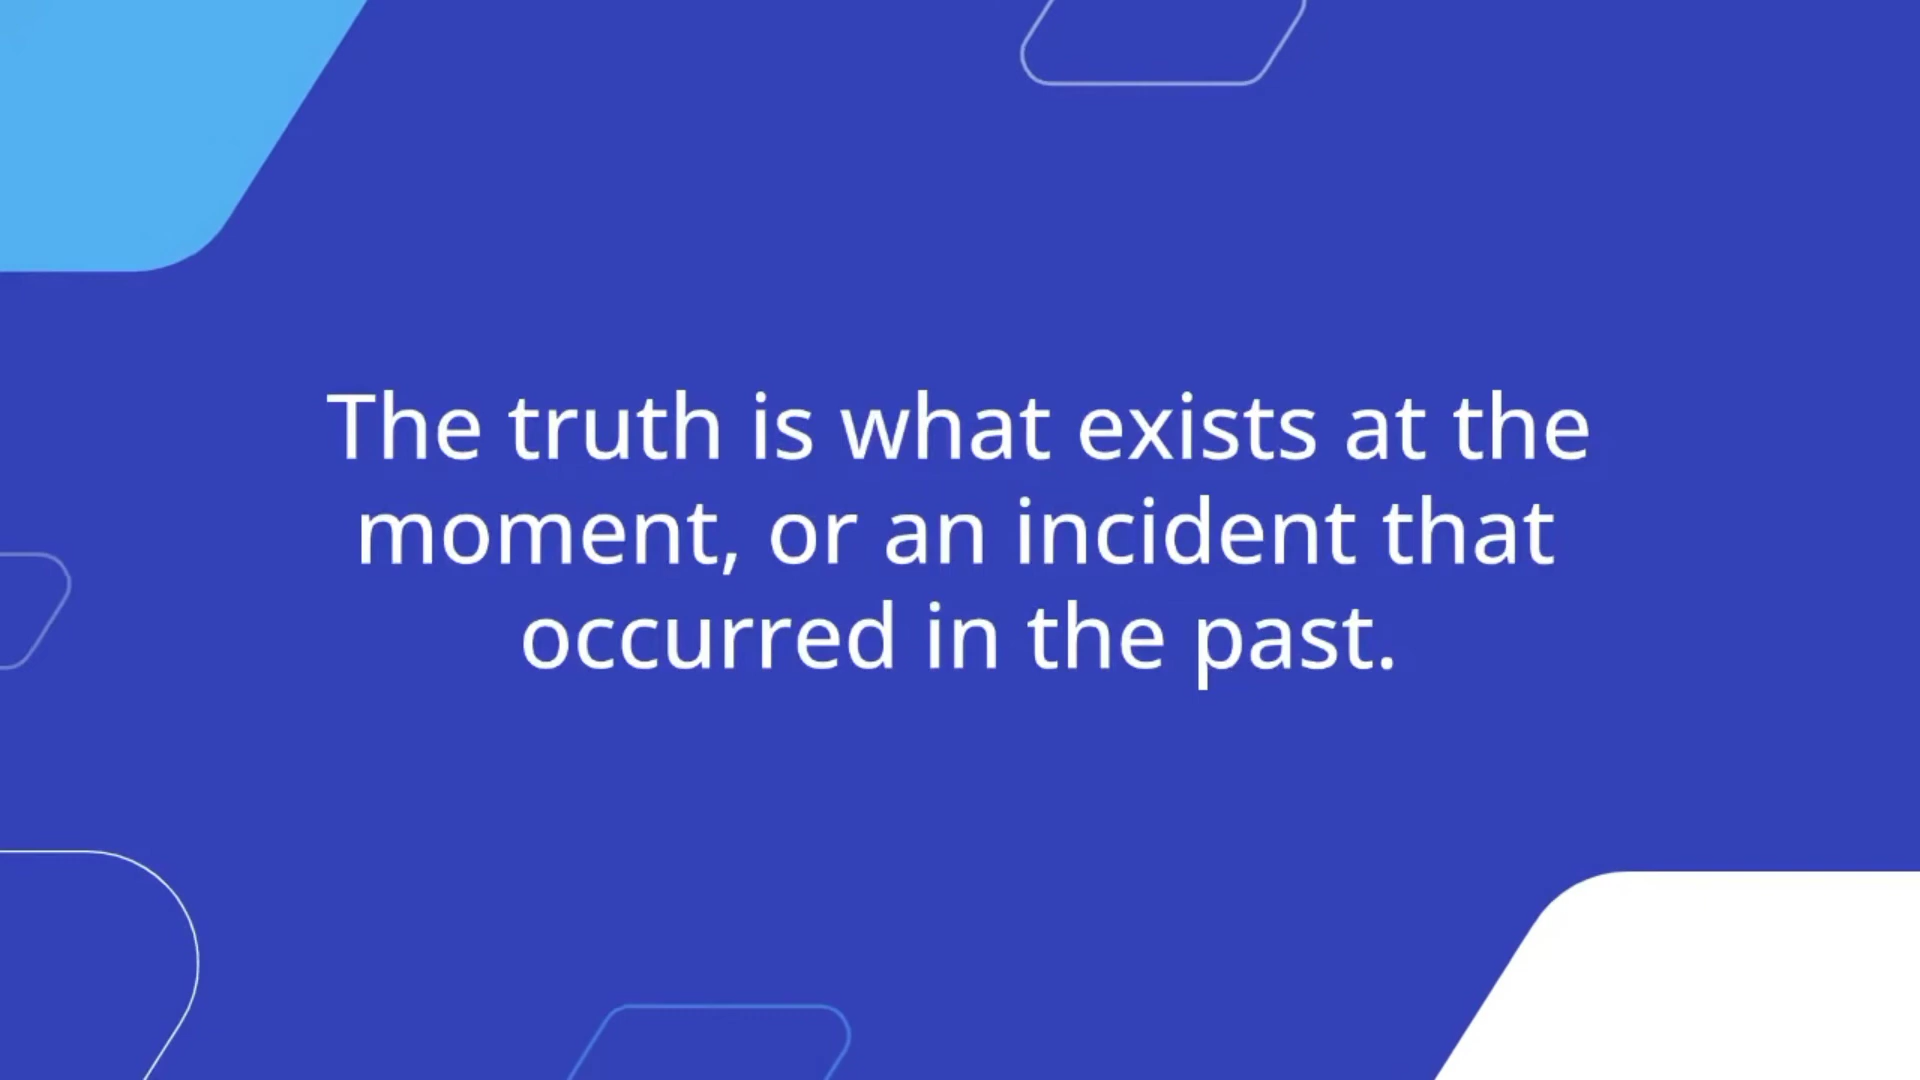 The truth is what exists at the
moment, or an incident that
occurred in the past.